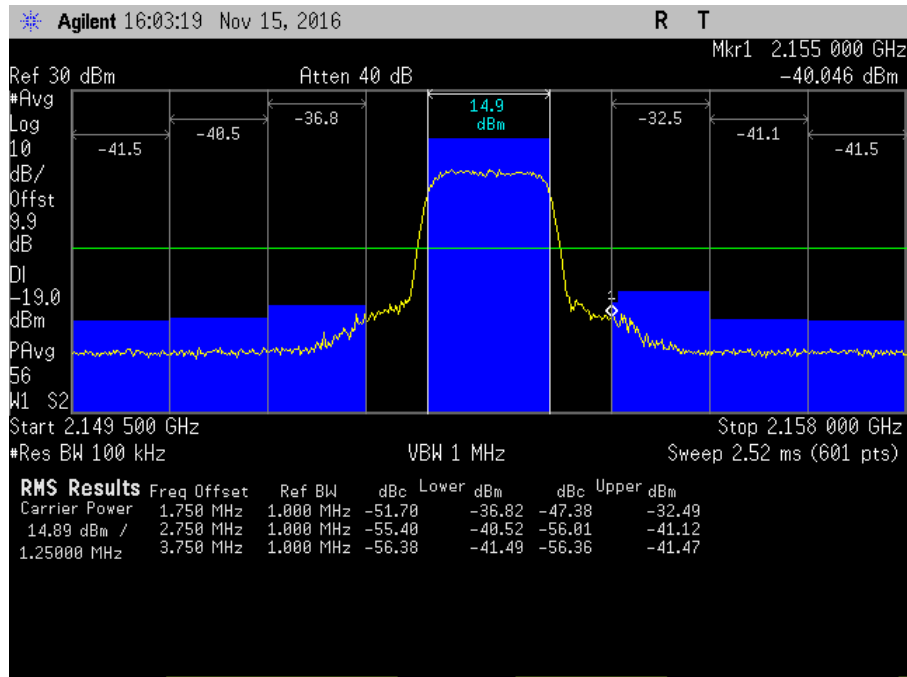 Agilent 16:03:19 Nov 15, 2016 R T
Mkr1 2.155 000 GHz
Ref 30 dBm Atten 40 dB -40.046 dBm
#Avg
Log
10
dB/
Offst
9.9
dB
DI
-19.0
dBm
PAvg
56
W1 S2
-41.5 -40.5 -36.8 14.9 dBm -32.5 -41.1 -41.5
1
Start 2.149 500 GHz Stop 2.158 000 GHz
#Res BW 100 kHz VBW 1 MHz Sweep 2.52 ms (601 pts)
RMS Results Freq Offset Ref BW dBc Lower dBm dBc Upper dBm
Carrier Power 1.750 MHz 1.000 MHz -51.70 -36.82 -47.38 -32.49
14.89 dBm / 2.750 MHz 1.000 MHz -55.40 -40.52 -56.01 -41.12
1.25000 MHz 3.750 MHz 1.000 MHz -56.38 -41.49 -56.36 -41.47